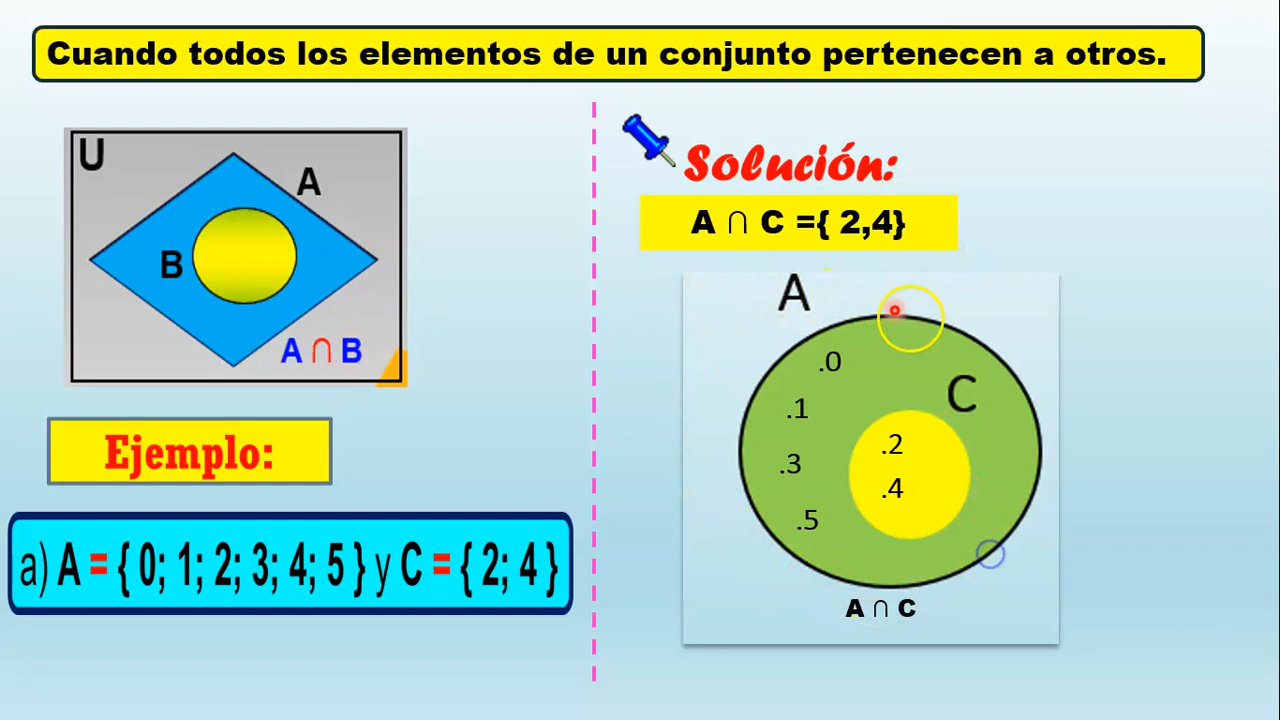 Cuando todos los elementos de un conjunto pertenecen a otros.
U
A
B
A ∩ B
Ejemplo:
a) A = { 0; 1; 2; 3; 4; 5 } y C = { 2; 4 }
Solución:
A ∩ C ={ 2,4}
A
.0
C
.1
.2
.3
.4
.5
A ∩ C